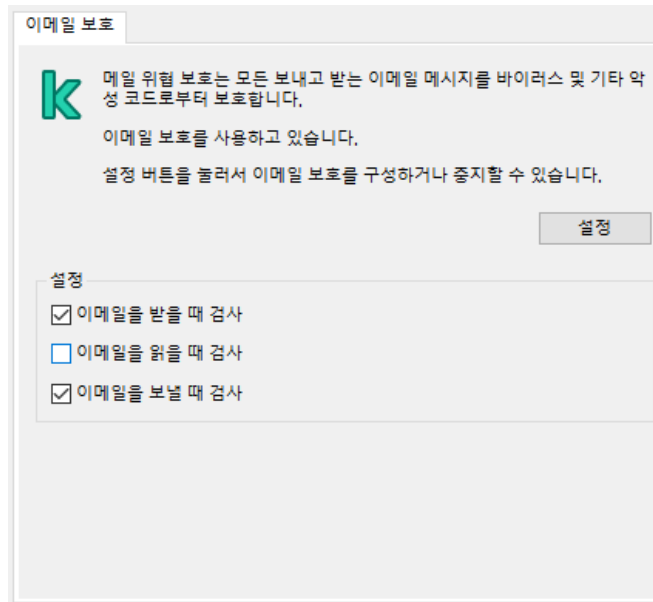 이메일 보호
메일 위협 보호는 모든 보내고 받는 이메일 메시지를 바이러스 및 기타 악
성 코드로부터 보호합니다.
이메일 보호를 사용하고 있습니다.
설정 버튼을 눌러서 이메일 보호를 구성하거나 중지할 수 있습니다.
설정
설정
이메일을 받을 때 검사
이메일을 읽을 때 검사
이메일을 보낼 때 검사